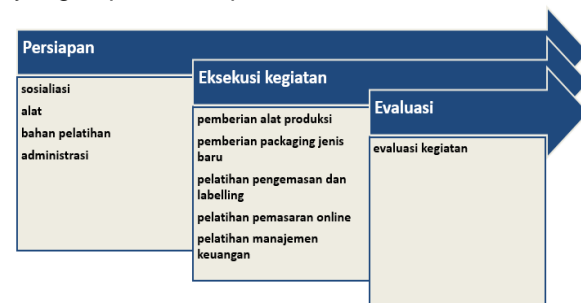 Persiapan
sosialiasi
alat
bahan pelatihan
administrasi
Eksekusi kegiatan
pemberian alat produksi
pemberian packaging jenis
baru
pelatihan pengemasan dan
labelling
pelatihan pemasaran online
pelatihan manajemen
keuangan
Evaluasi
evaluasi kegiatan